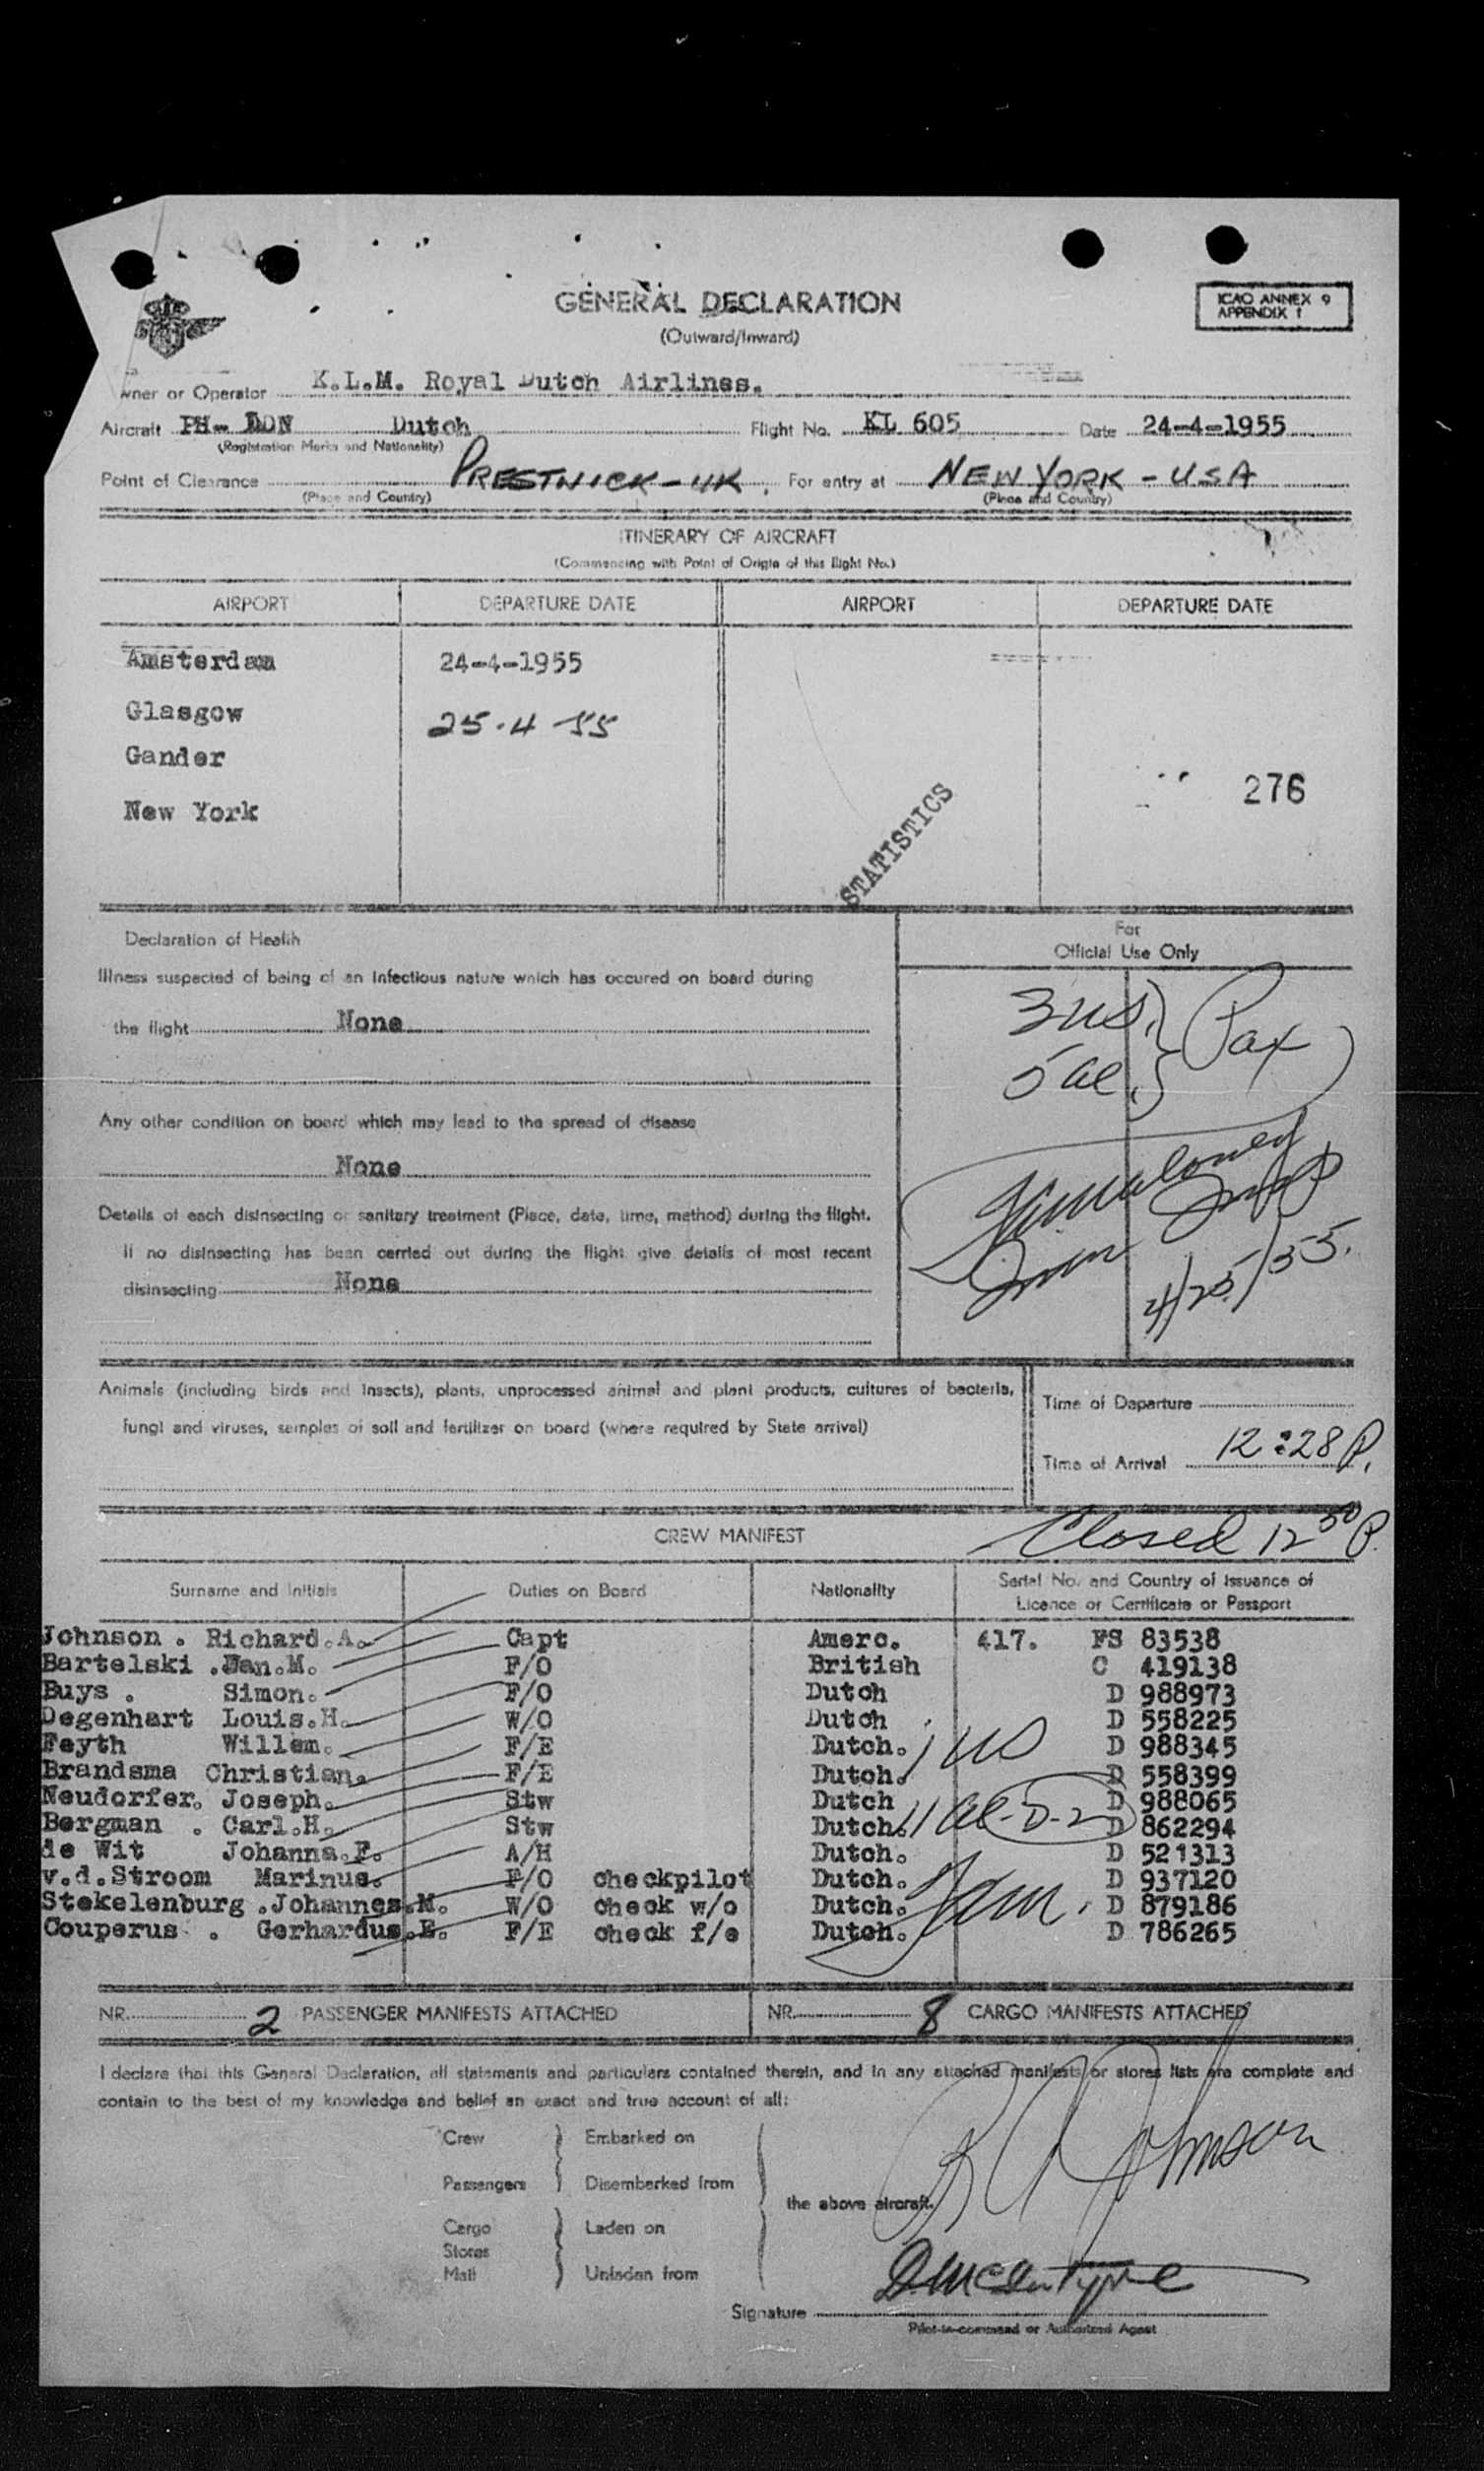 GENERAL DECLARATION
(Outward/Inward)
ICAO ANNEX 9
APPENDIX 1
wner or Operator K.L.M. Royal Dutch Airlines.
Aircraft PH- Dutch Flight No. KL 605 Date 24-4-1955
(Registration Marks and Nationality)
Point of Clearance PRESTWICK-UK. For entry at NEW YORK - USA
(Place and Country) (Place and Country)
ITINERARY OF AIRCRAFT
(Commencing with Point of Origin of this flight No.)
AIRPORT DEPARTURE DATE AIRPORT DEPARTURE DATE
Amsterdam 24-4-1955
Glasgow 25.4-55
Gander
276
New York
STATISTICS
For
Official Use Only
Declaration of Health
Illness suspected of being of an infectious nature which has occured on board during
the flight None
3 US.
5 al. } Pax
Any other condition on board which may lead to the spread of disease
None
Details of each disinsecting or sanitary treatment (Place, date, time, method) during the flight.
If no disinsecting has been carried out during the flight give details of most recent
disinsecting None
4/25/55.
Animals (including birds and insects), plants, unprocessed animal and plant products, cultures of bacteria,
fungi and viruses, samples of soil and fertilizer on board (where required by State arrival)
Time of Departure
Time of Arrival 12:28 P.
CREW MANIFEST Closed 12 30 P.
Surname and Initials Duties on Board Nationality Serial No. and Country of Issuance of
Licence or Certificate or Passport
Johnson . Richard.A. Capt Amerc. 417. FS 83538
Bartelski .Jan.M. F/O British C 419138
Buys . Simon. F/O Dutch D 988973
Degenhart Louis.H. W/O Dutch D 558225
Feyth Willem. F/E Dutch. D 988345
1 US
Brandsma Christian. F/E Dutch. D 558399
Neudorfer. Joseph. Stw Dutch D 988065
Bergman . Carl.H. Stw Dutch. D 862294
11 al-D-2
de Wit Johanna.F. A/H Dutch. D 521313
v.d.Stroom Marinus. F/O checkpilot Dutch. D 937120
Stekelenburg .Johannes.M. W/O check w/o Dutch. D 879186
Couperus . Gerhardus.E. F/E check f/e Dutch. D 786265
NR. 2 PASSENGER MANIFESTS ATTACHED NR. 8 CARGO MANIFESTS ATTACHED
I declare that this General Declaration, all statements and particulars contained therein, and in any attached manifests or stores lists are complete and
contain to the best of my knowledge and belief an exact and true account of all:
Crew Embarked on
Passengers Disembarked from
the above aircraft.
Cargo Laden on
Stores
Mail Unladen from
R A Johnson
D McEntyre
Signature
Pilot-in-command or Authorized Agent